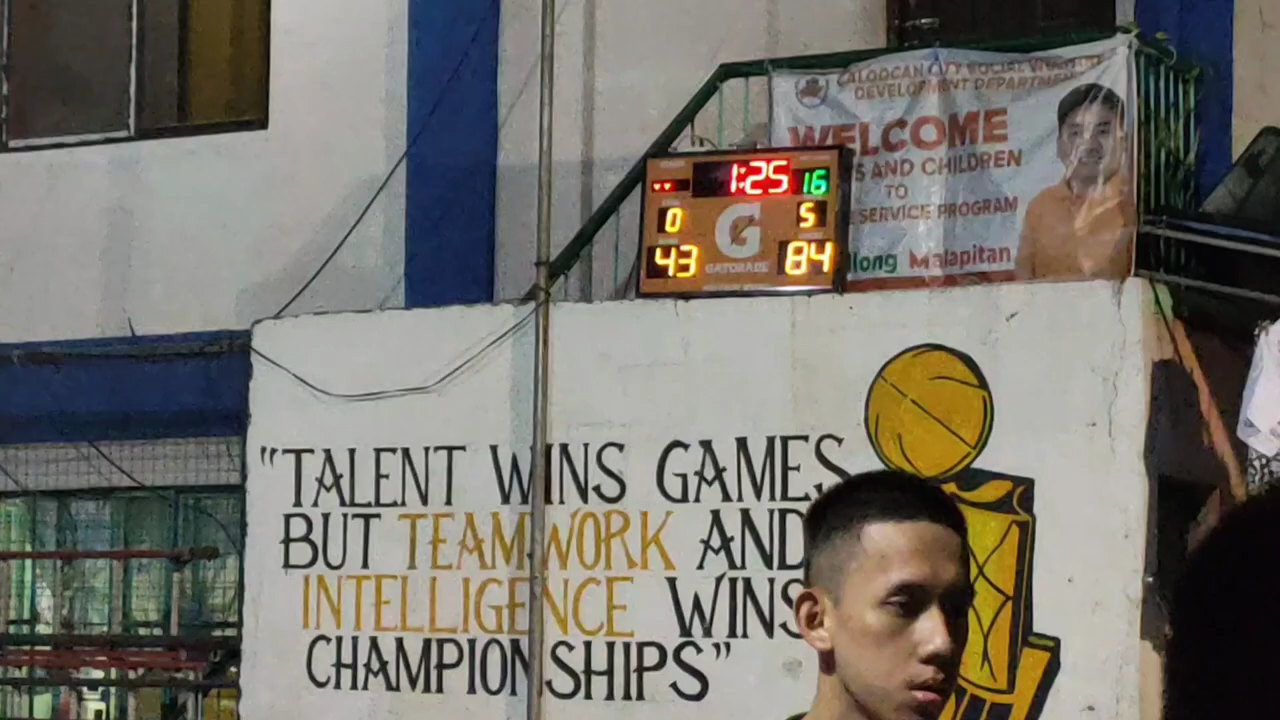 CALOOCAN CITY SOCIAL WELFARE
DEVELOPMENT DEPARTMENT
WELCOME
S AND CHILDREN
TO
SERVICE PROGRAM
long Malapitan
1:25 16
0 5
G
43 84
GATORADE
"TALENT WINS GAMES
BUT TEAMWORK AND
INTELLIGENCE WINS
CHAMPIONSHIPS"